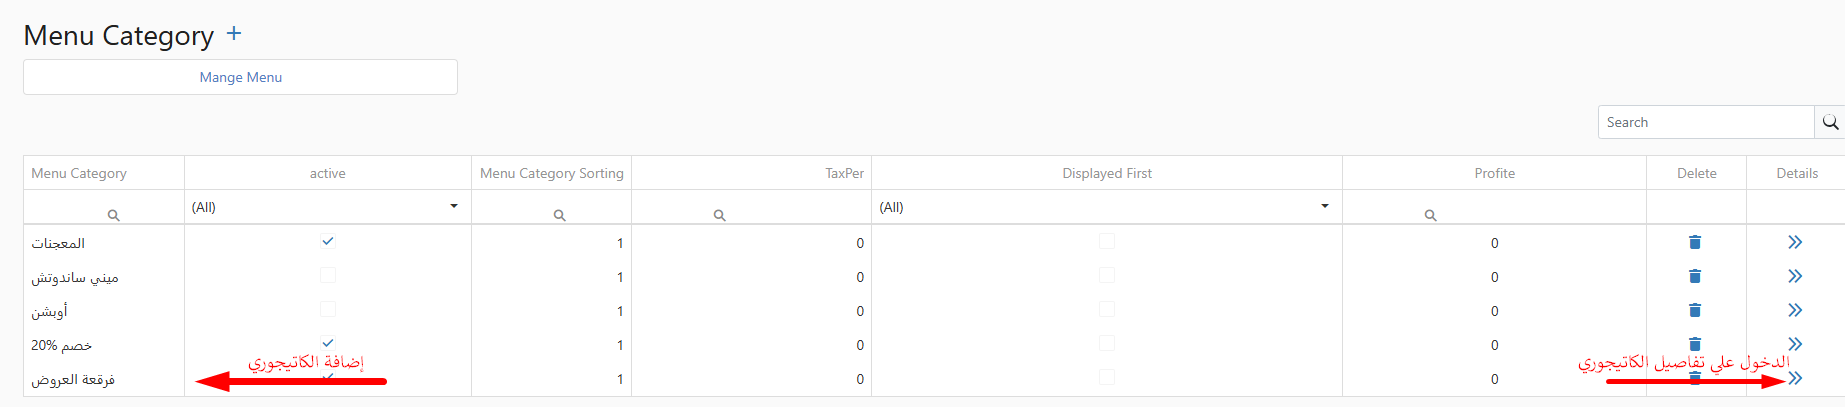 Menu Category +
Mange Menu
Search
Menu Category active Menu Category Sorting TaxPer Displayed First Profite Delete Details
(All) (All)
المعجنات 1 0 0
ميني ساندوتش 1 0 0
أوبشن 1 0 0
خصم 20% 1 0 0
إضافة الكاتيجوري الدخول علي تفاصيل الكاتيجوري
فرقعة العروض 1 0 0